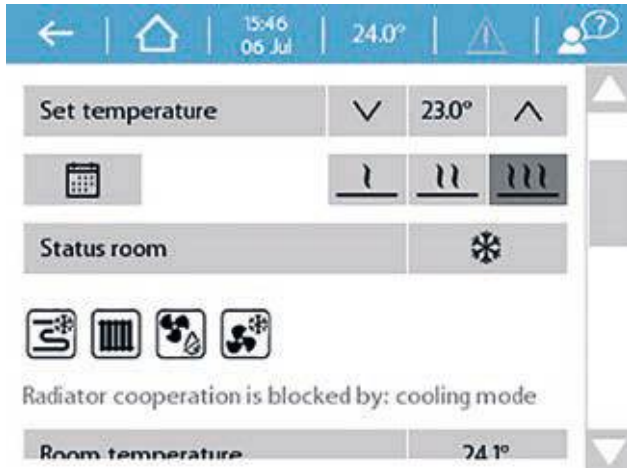 15:46
06 Jul
24.0°
?
Set temperature
23.0°
Status room
Radiator cooperation is blocked by: cooling mode
Room temperature
24.1°